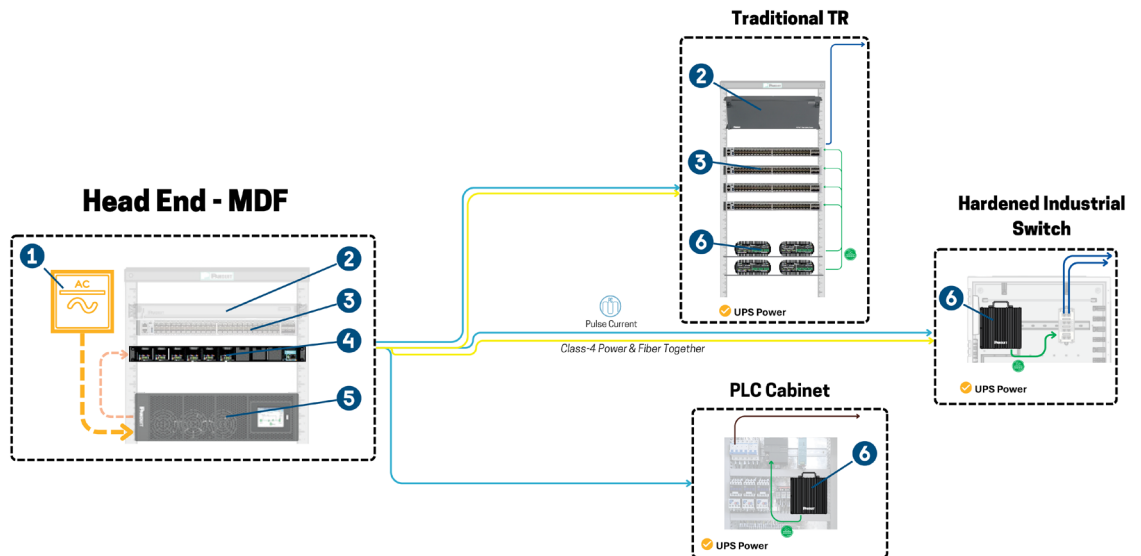 Traditional TR
2
3
6
UPS Power
Head End - MDF
1
AC
2
3
4
5
Pulse Current
Class-4 Power & Fiber Together
Hardened Industrial
Switch
6
UPS Power
PLC Cabinet
6
UPS Power